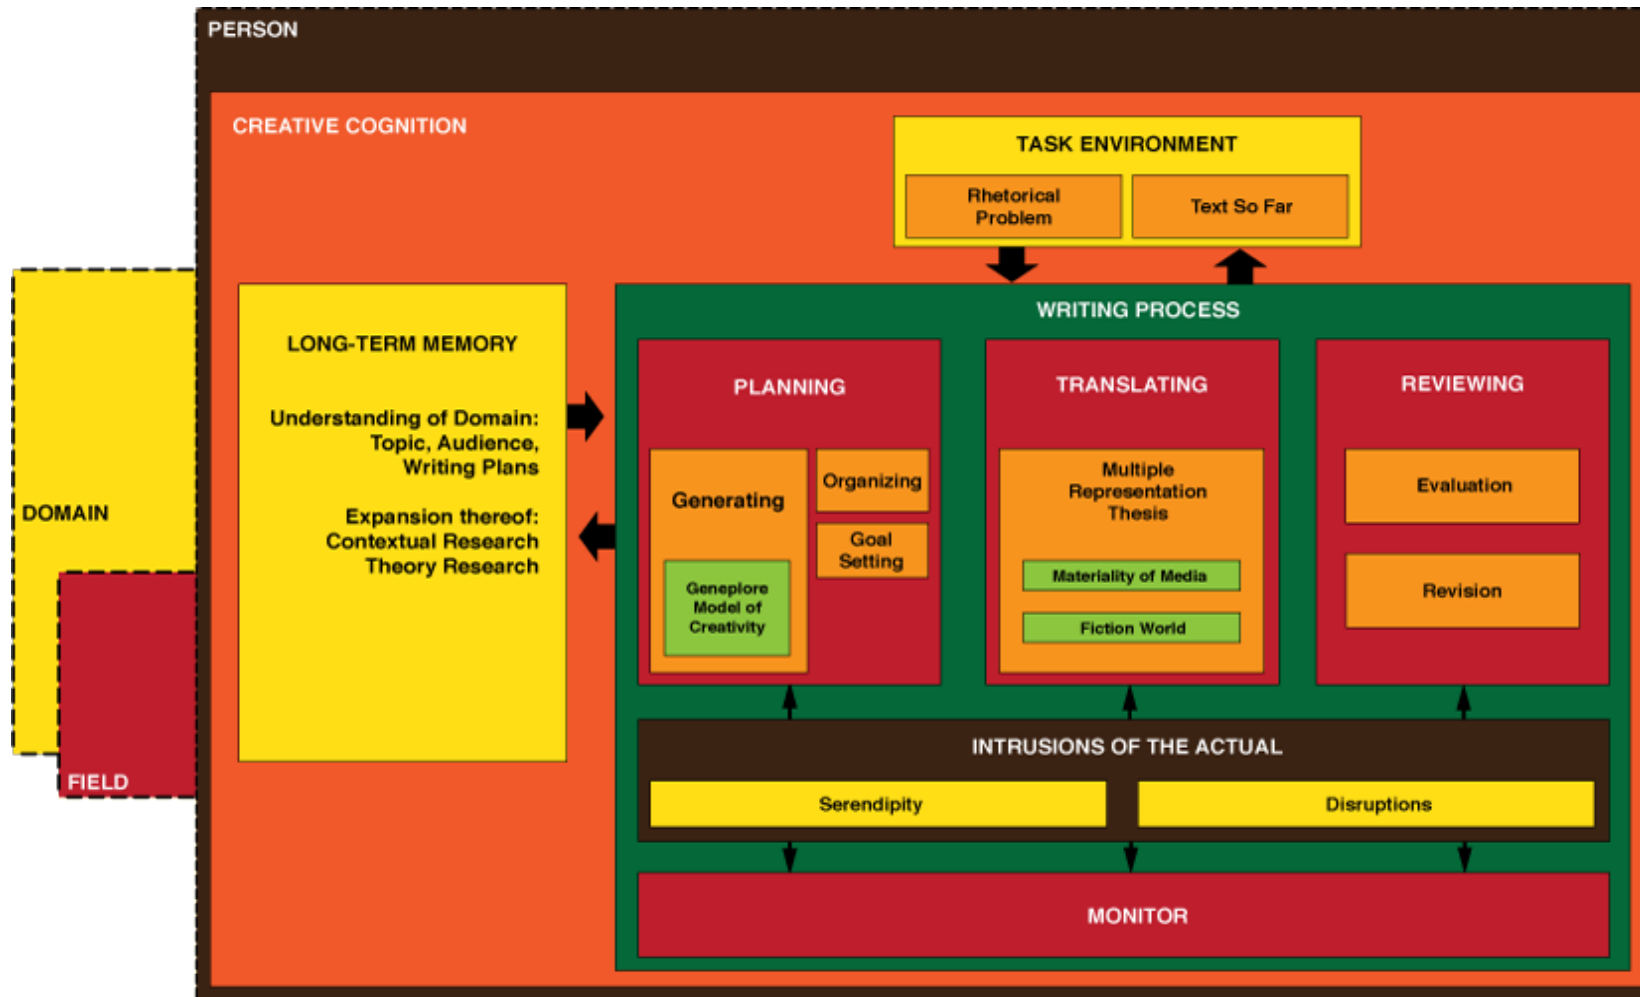 PERSON
CREATIVE COGNITION
TASK ENVIRONMENT
Rhetorical
Problem
Text So Far
DOMAIN
FIELD
LONG-TERM MEMORY
Understanding of Domain:
Topic, Audience,
Writing Plans
Expansion thereof:
Contextual Research
Theory Research
WRITING PROCESS
PLANNING
Generating
Geneplore
Model of
Creativity
Organizing
Goal
Setting
TRANSLATING
Multiple
Representation
Thesis
Materiality of Media
Fiction World
REVIEWING
Evaluation
Revision
INTRUSIONS OF THE ACTUAL
Serendipity
Disruptions
MONITOR